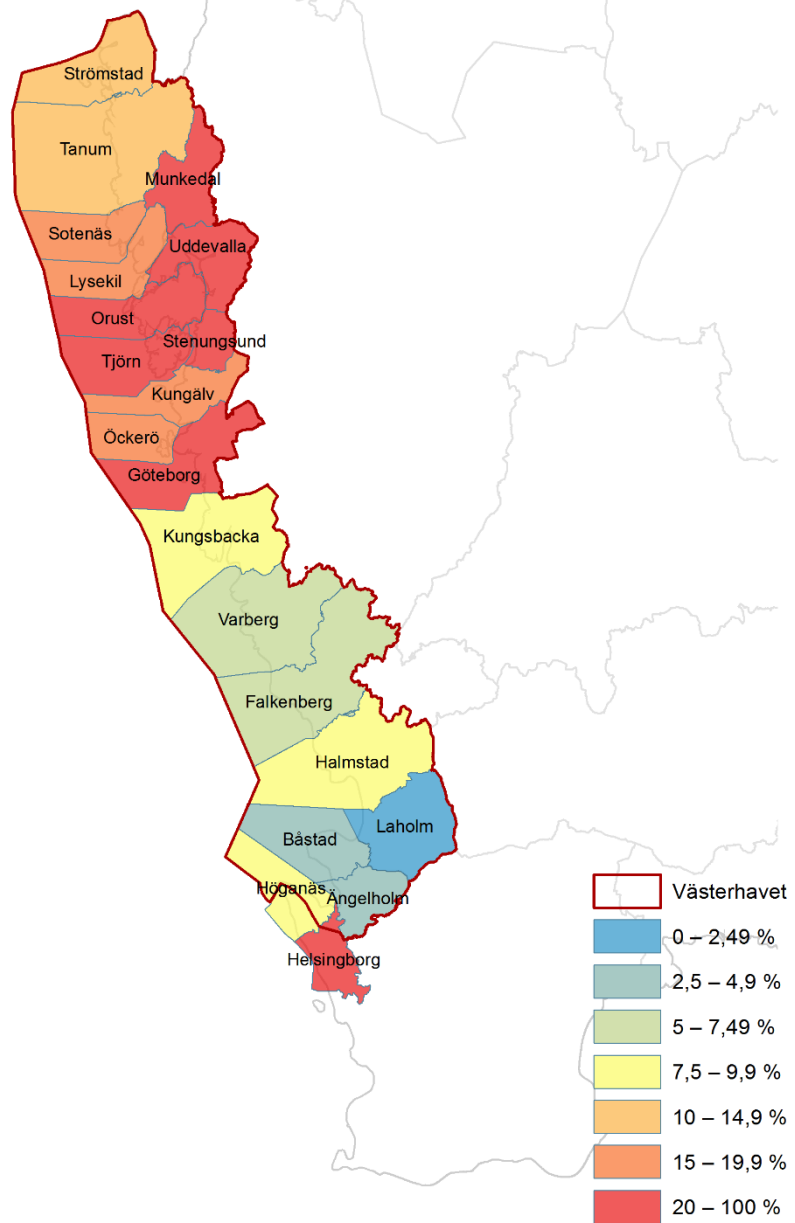 Strömstad
Tanum
Munkedal
Sotenäs
Uddevalla
Lysekil
Orust
Stenungsund
Tjörn
Kungälv
Öckerö
Göteborg
Kungsbacka
Varberg
Falkenberg
Halmstad
Laholm
Båstad
Höganäs
Ängelholm
Helsingborg
Västerhavet
0 – 2,49 %
2,5 – 4,9 %
5 – 7,49 %
7,5 – 9,9 %
10 – 14,9 %
15 – 19,9 %
20 – 100 %